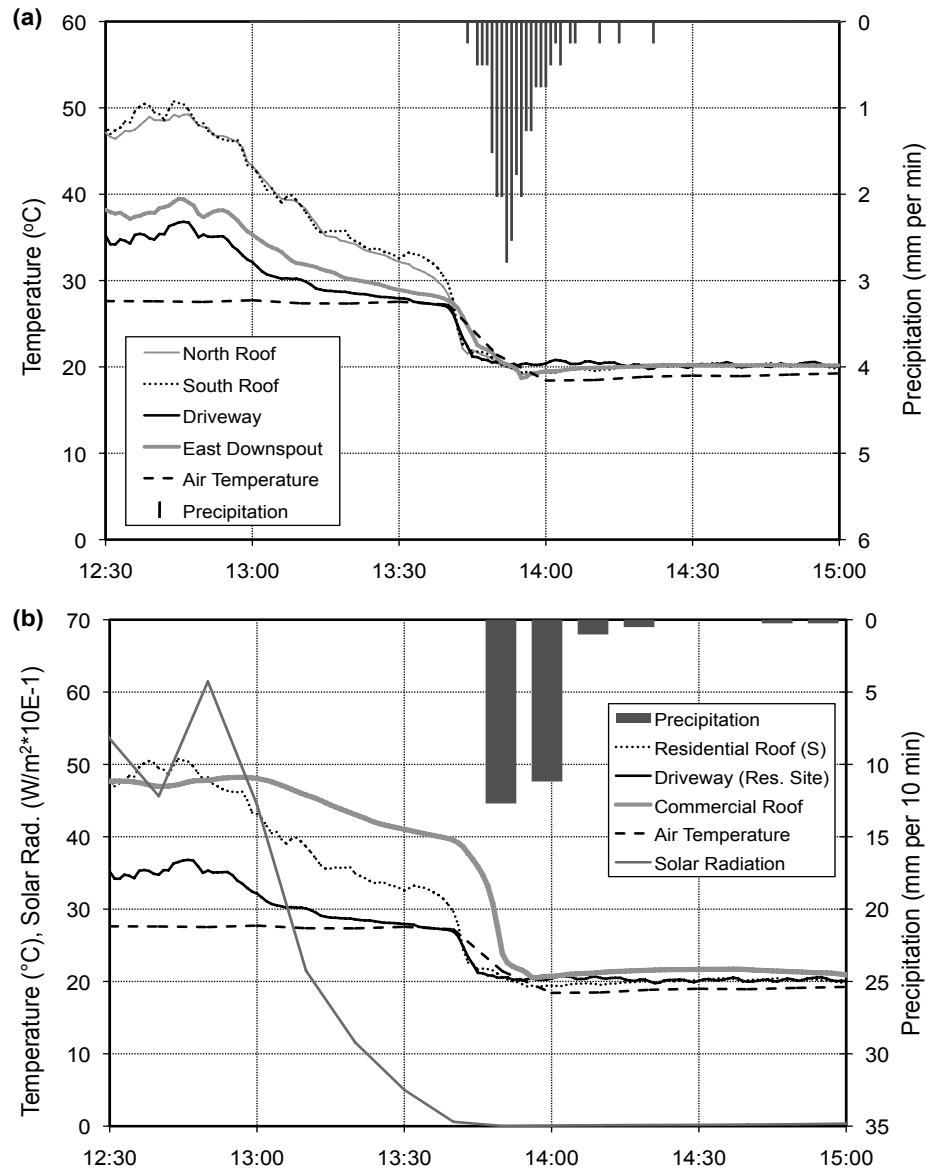 (a)
60
50
40
30
20
10
0
Temperature (ºC)
0
1
2
3
4
5
6
Precipitation (mm per min)
North Roof
South Roof
Driveway
East Downspout
Air Temperature
Precipitation
12:30 13:00 13:30 14:00 14:30 15:00
(b)
70
60
50
40
30
20
10
0
Temperature (°C), Solar Rad. (W/m²*10E-1)
0
5
10
15
20
25
30
35
Precipitation (mm per 10 min)
Precipitation
Residential Roof (S)
Driveway (Res. Site)
Commercial Roof
Air Temperature
Solar Radiation
12:30 13:00 13:30 14:00 14:30 15:00